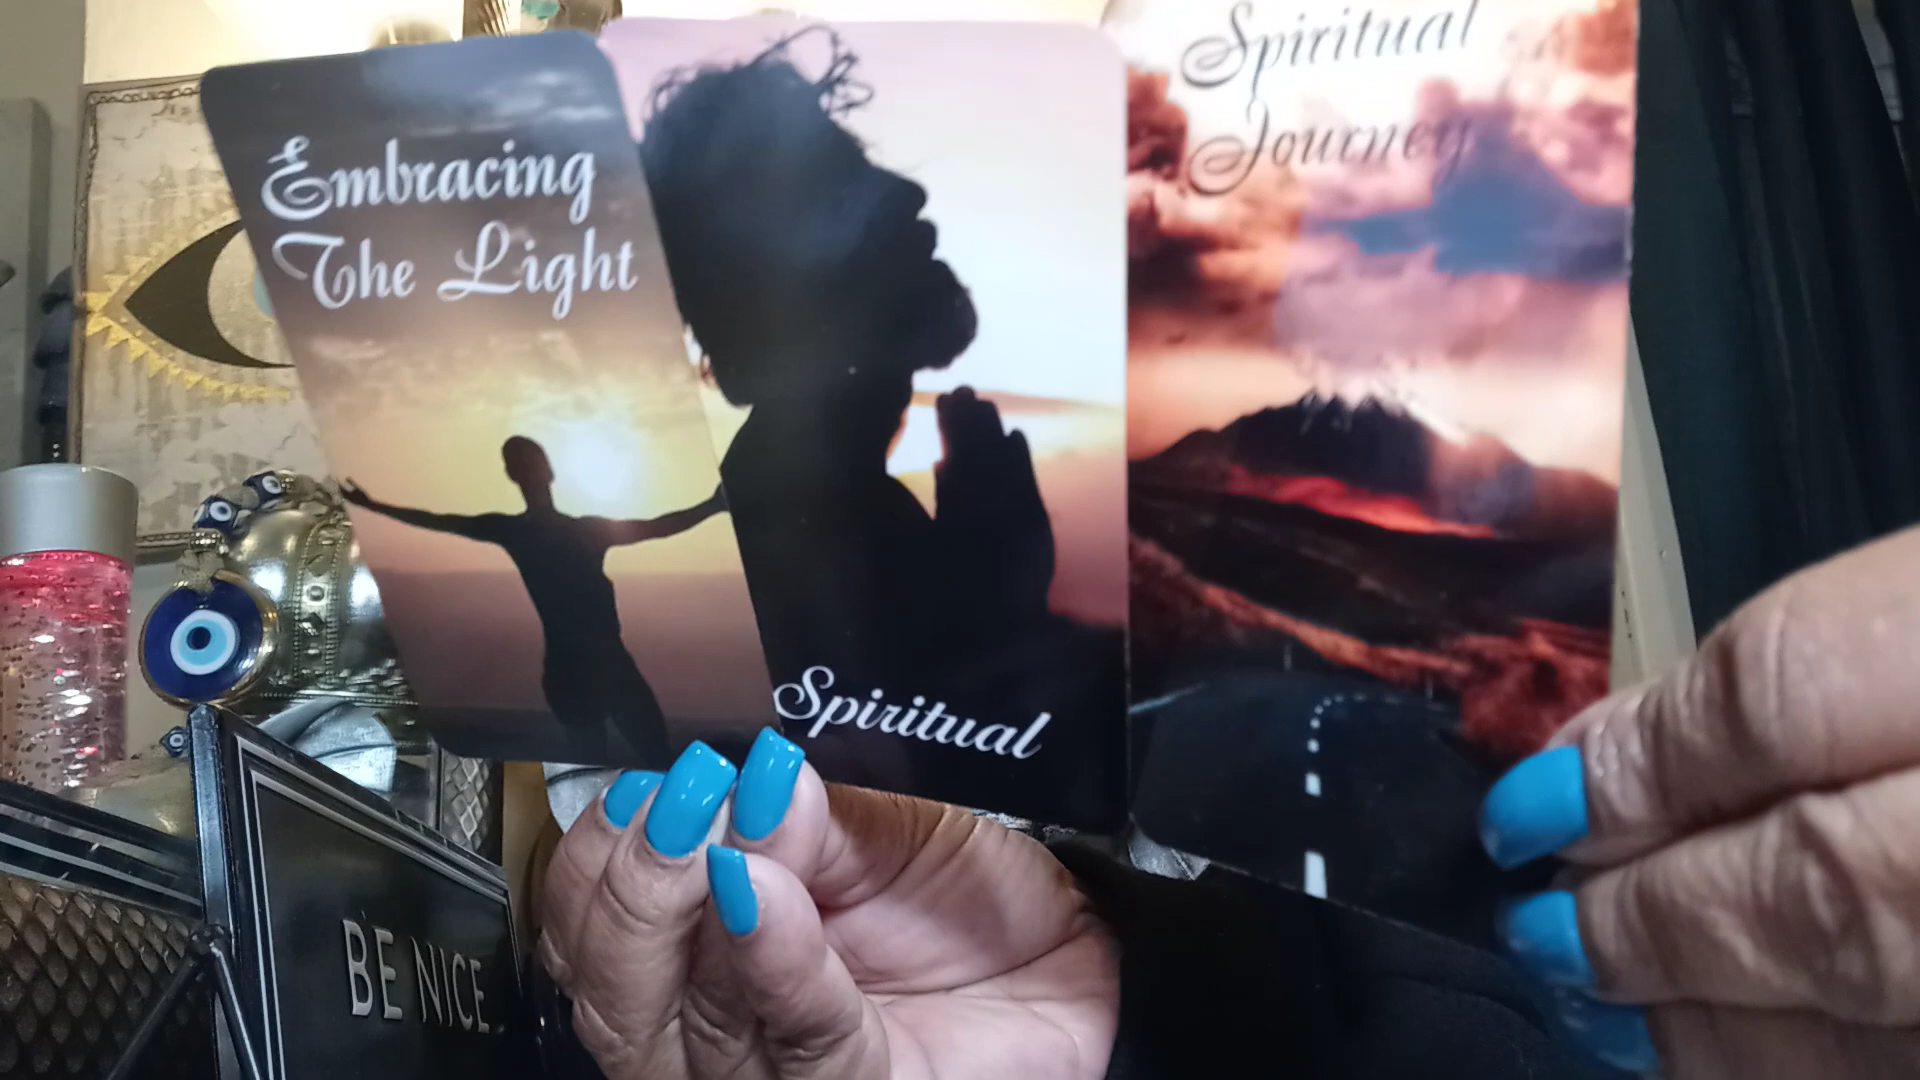 Embracing
The Light
Spiritual
Spiritual
Journey
BE NICE